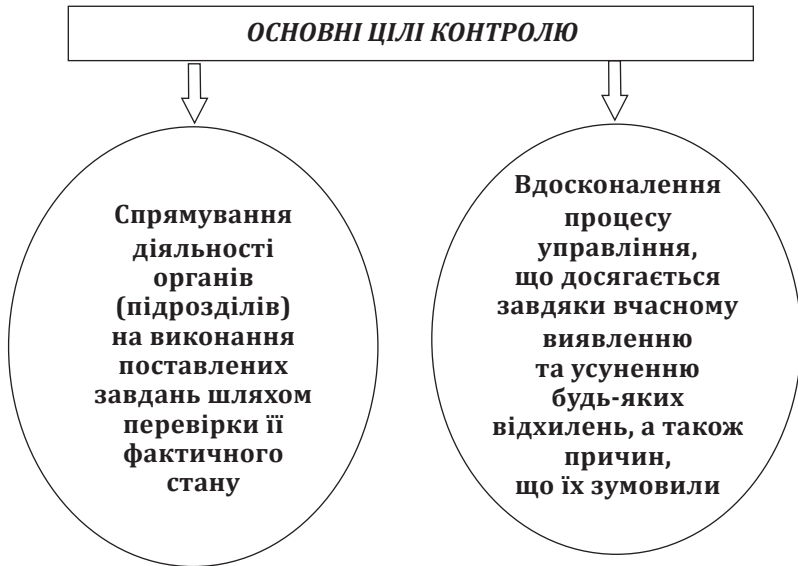 ОСНОВНІ ЦІЛІ КОНТРОЛЮ
Спрямування
діяльності
органів
(підрозділів)
на виконання
поставлених
завдань шляхом
перевірки її
фактичного
стану
Вдосконалення
процесу
управління,
що досягається
завдяки вчасному
виявленню
та усуненню
будь-яких
відхилень, а також
причин,
що їх зумовили